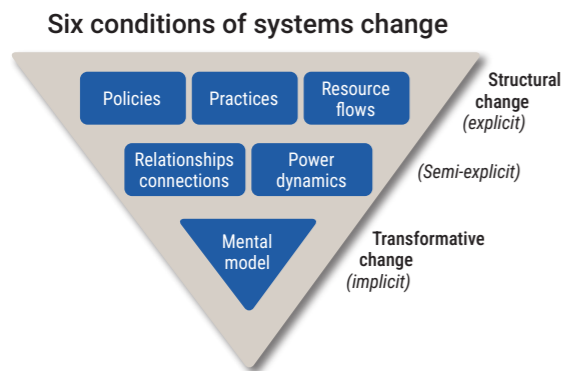 Six conditions of systems change
Policies
Practices
Resource
flows
Structural
change
(explicit)
Relationships
connections
Power
dynamics
(Semi-explicit)
Mental
model
Transformative
change
(implicit)